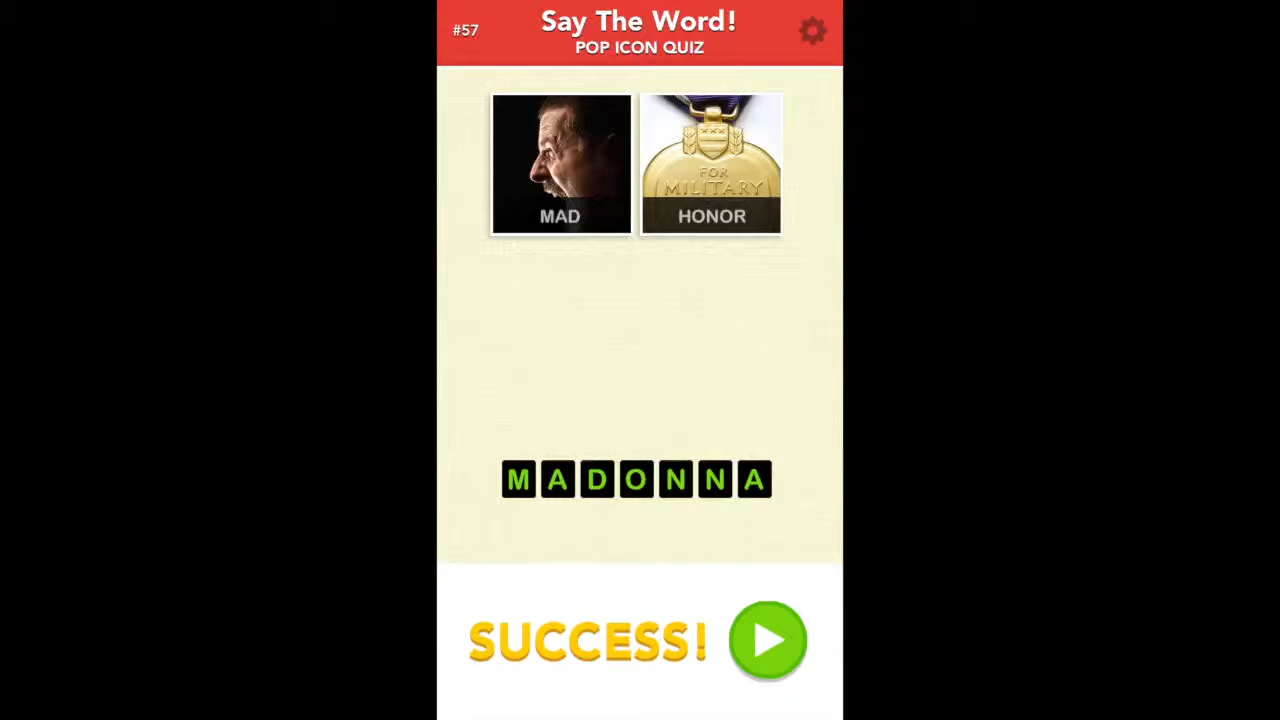 #57
Say The Word!
POP ICON QUIZ
FOR
MILITARY
MAD
HONOR
MADONNA
SUCCESS!